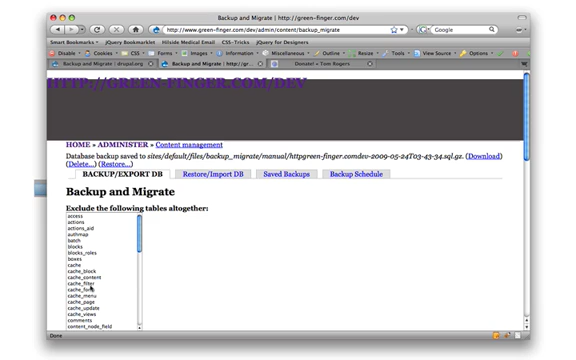 Backup and Migrate | http://green-finger.com/dev
http://www.green-finger.com/dev/admin/content/backup_migrate
Google
Smart Bookmarks
jQuery Bookmarklet
Hillside Medical Email
CSS-Tricks
jQuery for Designers
Disable
Cookies
CSS
Forms
Images
Information
Miscellaneous
Outline
Resize
Tools
View Source
Options
Backup and Migrate | drupal.org
Backup and Migrate | http://gr...
Donate! • Tom Rogers
HTTP://GREEN-FINGER.COM/DEV
HOME » ADMINISTER » Content management
Database backup saved to sites/default/files/backup_migrate/manual/httpgreen-fingercomdev-2009-05-24T03-43-34.sql.gz. (Download)
(Delete...) (Restore...)
BACKUP/EXPORT DB
Restore/Import DB
Saved Backups
Backup Schedule
Backup and Migrate
Exclude the following tables altogether:
access
actions
actions_aid
authmap
batch
blocks
blocks_roles
boxes
cache
cache_block
cache_content
cache_filter
cache_form
cache_menu
cache_page
cache_update
cache_views
comments
content_node_field
Done